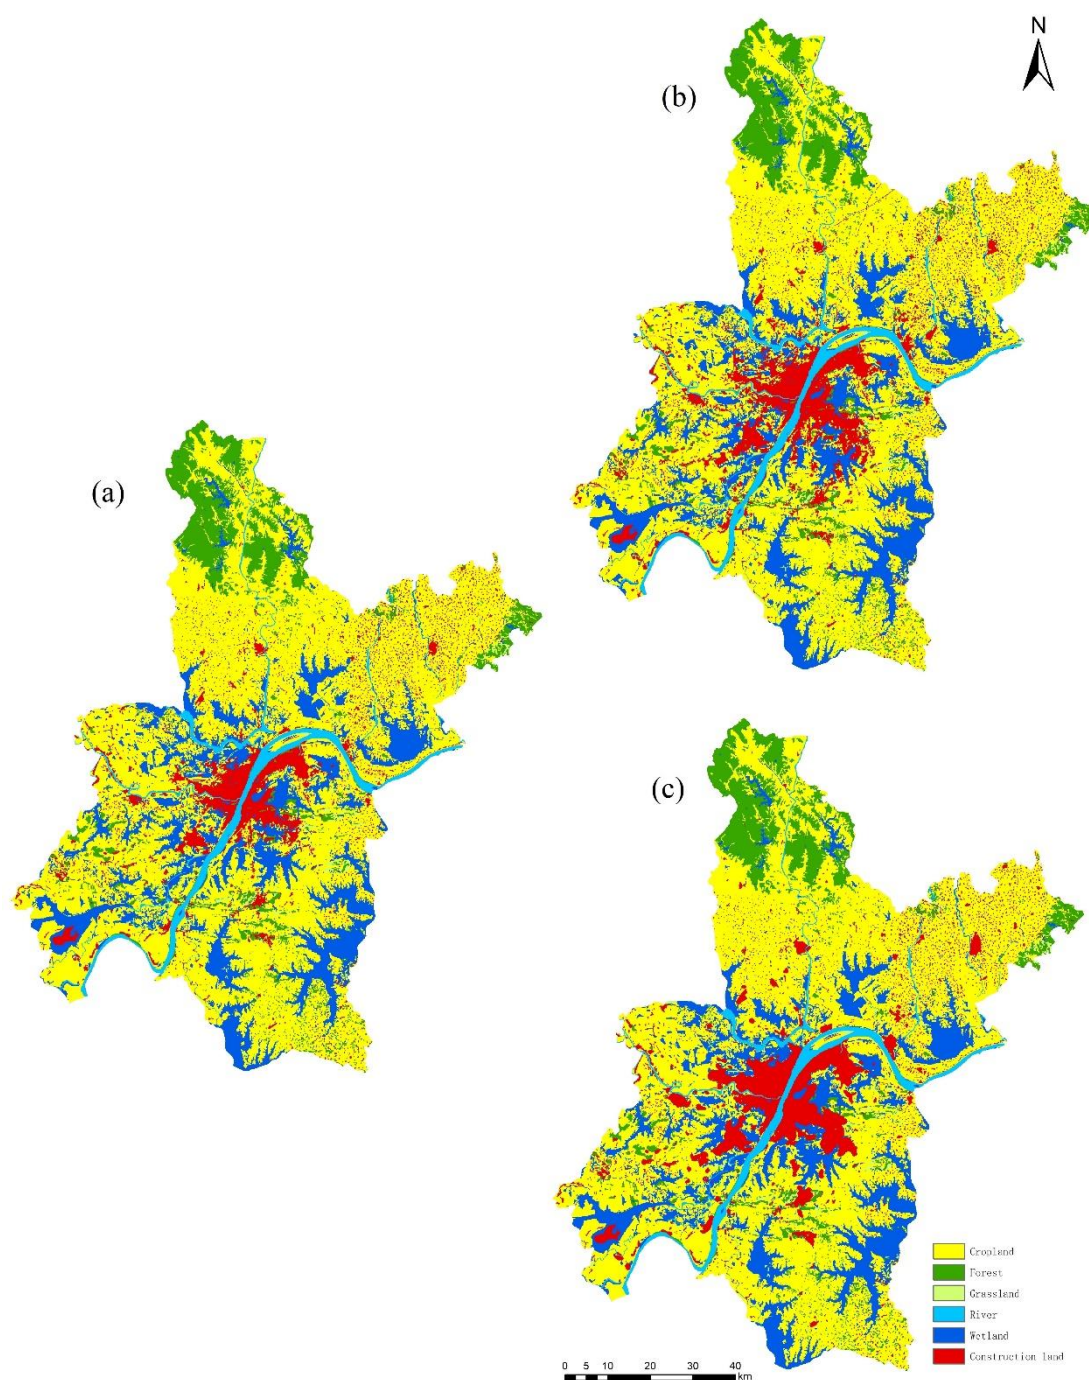 N
(b)
(a)
(c)
Cropland
Forest
Grassland
River
Wetland
Construction land
0 5 10 20 30 40
km